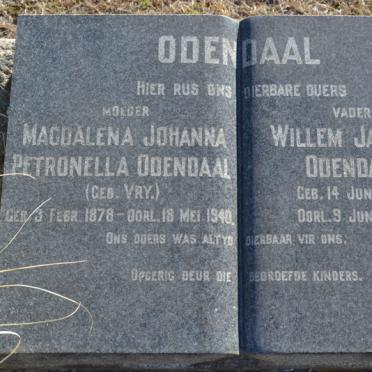 ODENDAAL
HIER RUS ONS DIERBARE OUERS
MOEDER
MAGDALENA JOHANNA
PETRONELLA ODENDAAL
(GEB. VRY.)
GEB. 3 FEBR. 1878 - OORL. 18 MEI 1940.
VADER
WILLEM JA
ODENDA
GEB. 14 JUN
OORL. 9 JUN
ONS OUERS WAS ALTYD DIERBAAR VIR ONS.
OPGERIG DEUR DIE BEDROEFDE KINDERS.